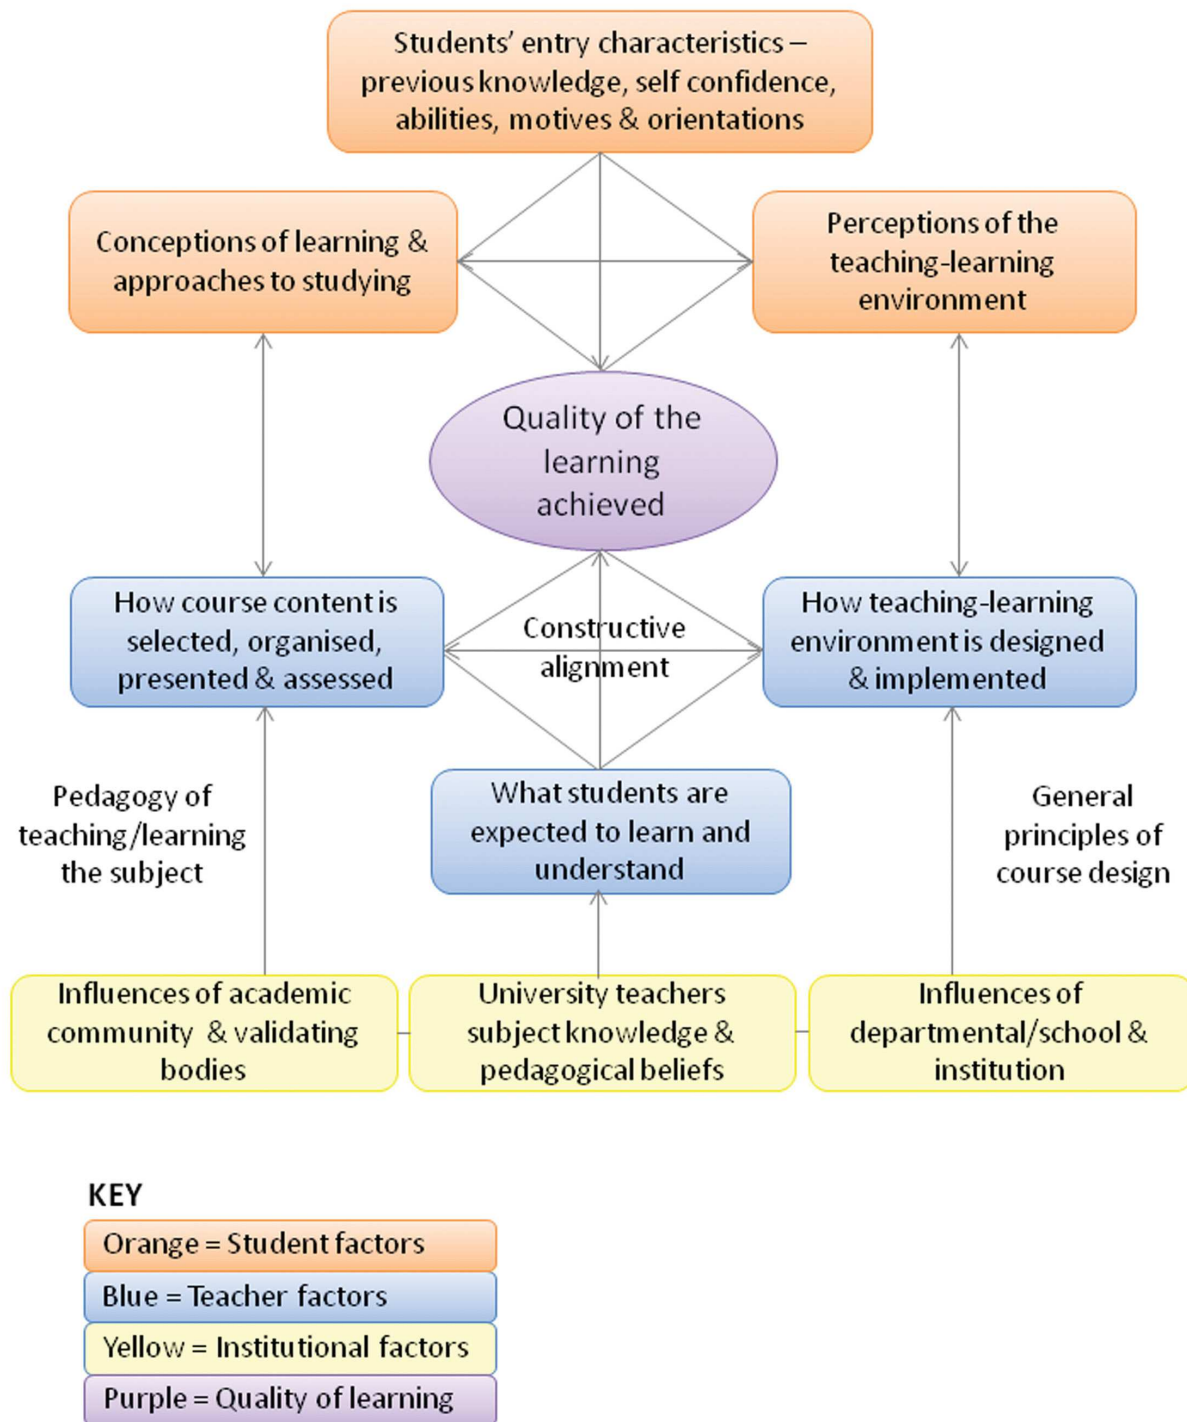 Students’ entry characteristics –
previous knowledge, self confidence,
abilities, motives & orientations
Conceptions of learning &
approaches to studying
Perceptions of the
teaching-learning
environment
Quality of the
learning
achieved
How course content is
selected, organised,
presented & assessed
Constructive
alignment
How teaching-learning
environment is designed
& implemented
Pedagogy of
teaching/learning
the subject
What students are
expected to learn and
understand
General
principles of
course design
Influences of academic
community & validating
bodies
University teachers
subject knowledge &
pedagogical beliefs
Influences of
departmental/school &
institution
KEY
Orange = Student factors
Blue = Teacher factors
Yellow = Institutional factors
Purple = Quality of learning